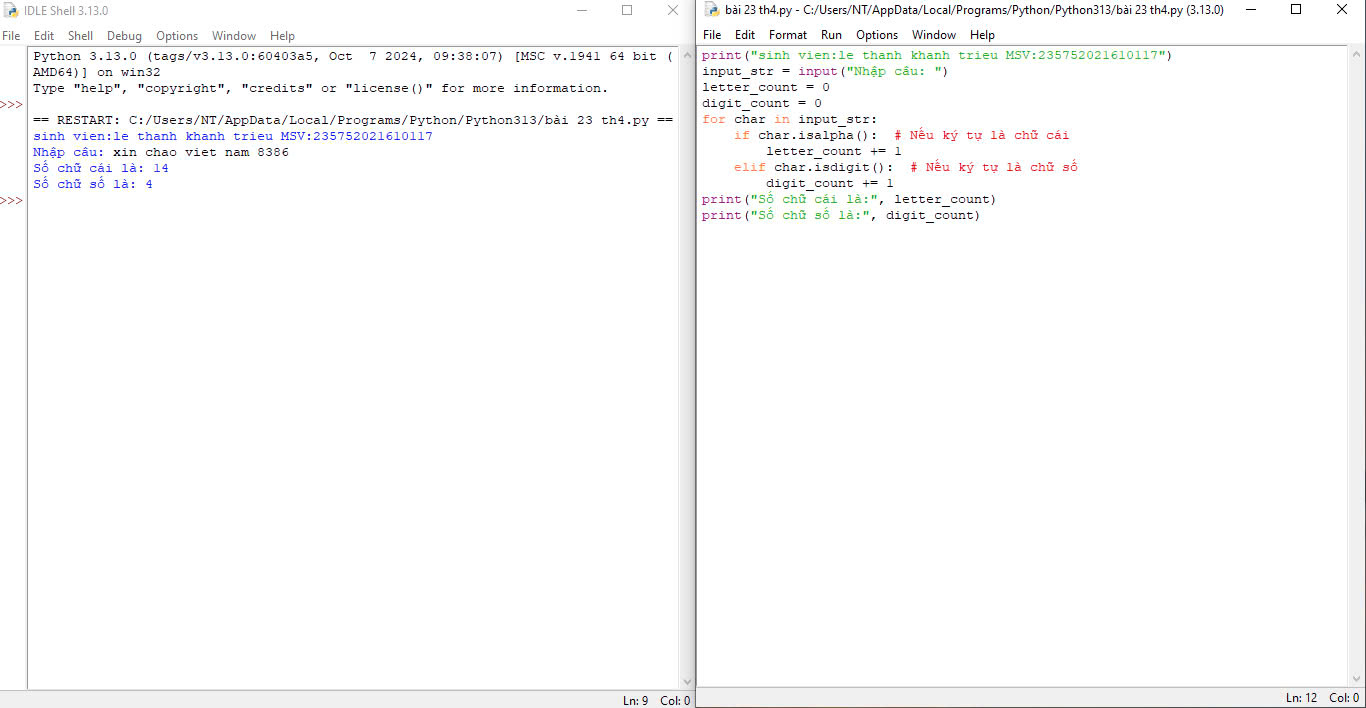 IDLE Shell 3.13.0
File Edit Shell Debug Options Window Help
Python 3.13.0 (tags/v3.13.0:60403a5, Oct  7 2024, 09:38:07) [MSC v.1941 64 bit (
AMD64)] on win32
Type "help", "copyright", "credits" or "license()" for more information.
>>>
== RESTART: C:/Users/NT/AppData/Local/Programs/Python/Python313/bài 23 th4.py ==
sinh vien:le thanh khanh trieu MSV:235752021610117
Nhập câu: xin chao viet nam 8386
Số chữ cái là: 14
Số chữ số là: 4
>>>
Ln: 9 Col: 0
bài 23 th4.py - C:/Users/NT/AppData/Local/Programs/Python/Python313/bài 23 th4.py (3.13.0)
File Edit Format Run Options Window Help
print("sinh vien:le thanh khanh trieu MSV:235752021610117")
input_str = input("Nhập câu: ")
letter_count = 0
digit_count = 0
for char in input_str:
    if char.isalpha():  # Nếu ký tự là chữ cái
        letter_count += 1
    elif char.isdigit():  # Nếu ký tự là chữ số
        digit_count += 1
print("Số chữ cái là:", letter_count)
print("Số chữ số là:", digit_count)
Ln: 12 Col: 0